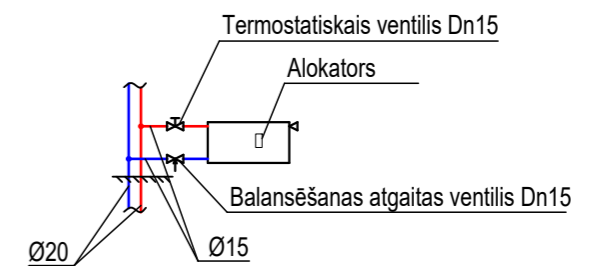 Termostatiskais ventilis Dn15
Alokators
Balansēšanas atgaitas ventilis Dn15
Ø20
Ø15